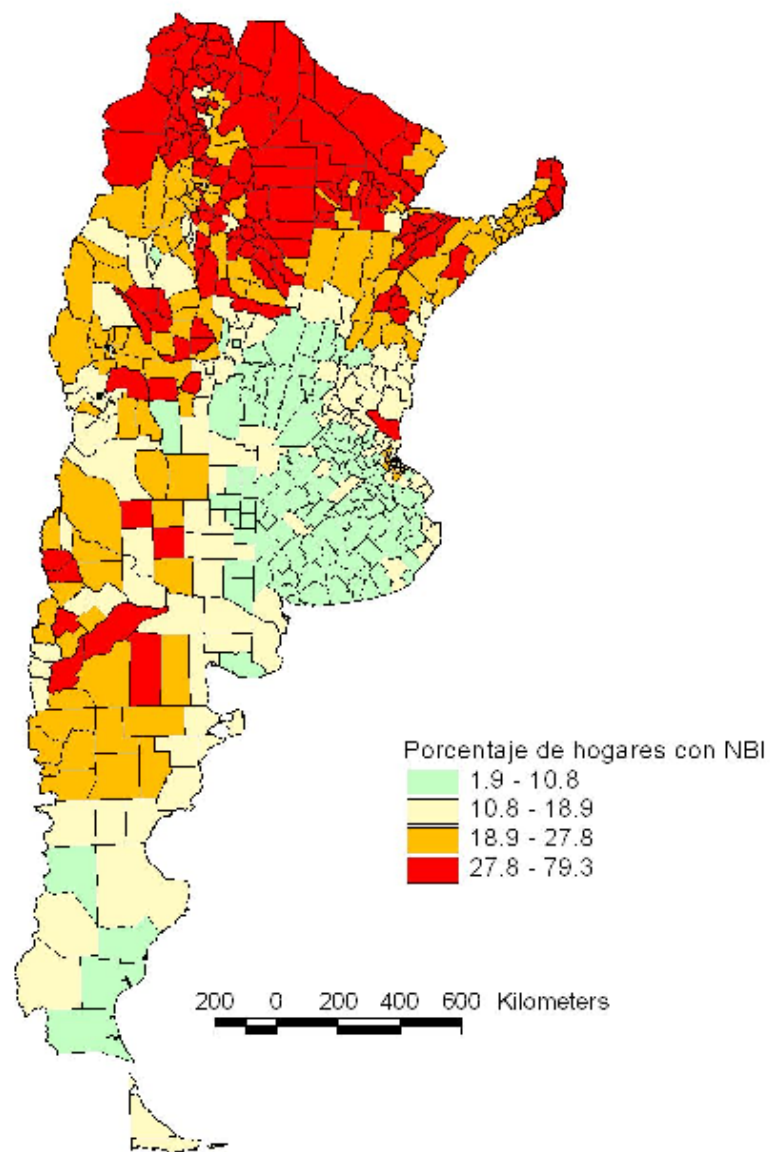 Porcentaje de hogares con NBI
1.9 - 10.8
10.8 - 18.9
18.9 - 27.8
27.8 - 79.3
200 0 200 400 600 Kilometers